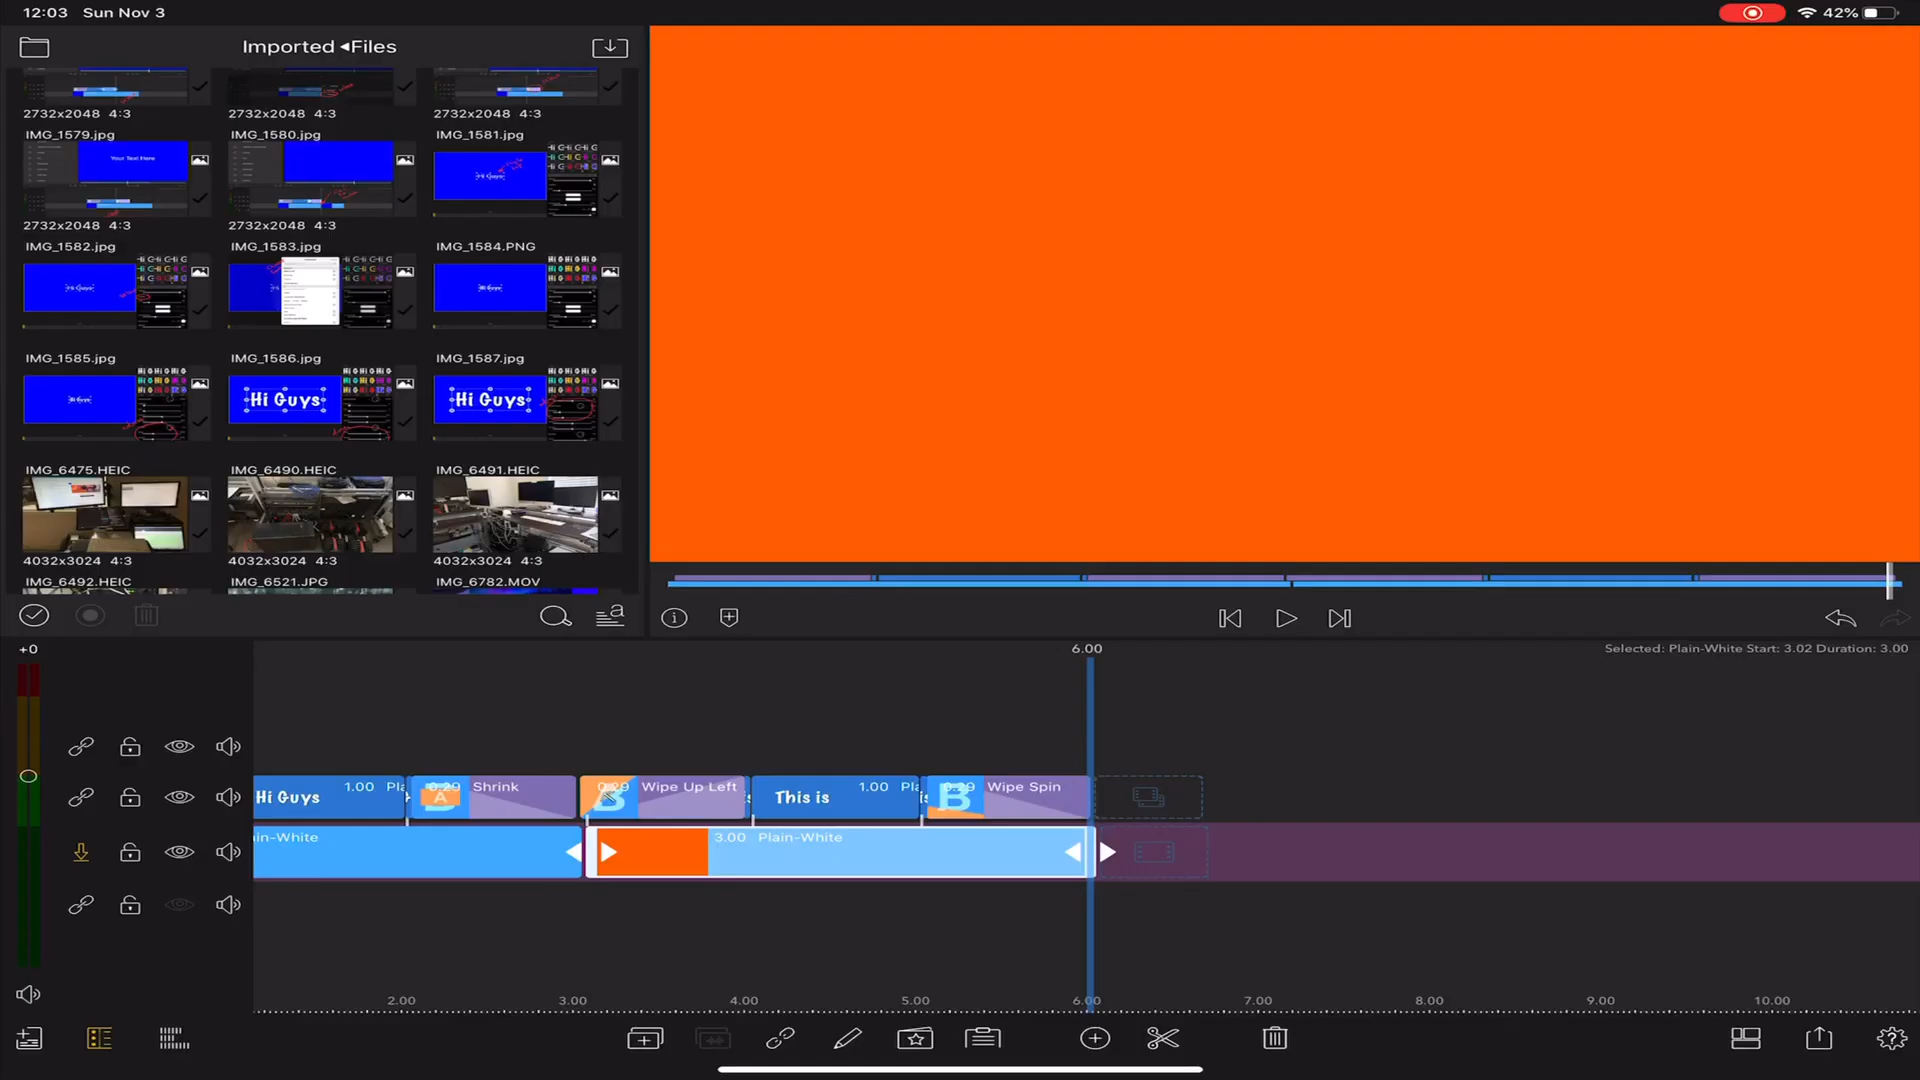 12:03 Sun Nov 3
42%
Imported ◂Files
2732x2048 4:3
2732x2048 4:3
2732x2048 4:3
IMG_1579.jpg
IMG_1580.jpg
IMG_1581.jpg
Your Text Here
Hi Guys
2732x2048 4:3
2732x2048 4:3
IMG_1582.jpg
IMG_1583.jpg
IMG_1584.PNG
Hi Guys
Hi Guys
IMG_1585.jpg
IMG_1586.jpg
IMG_1587.jpg
Hi Guys
Hi Guys
Hi Guys
IMG_6475.HEIC
IMG_6490.HEIC
IMG_6491.HEIC
4032x3024 4:3
4032x3024 4:3
4032x3024 4:3
IMG_6492.HEIC
IMG_6521.JPG
IMG_6782.MOV
+0
6.00
Selected: Plain-White Start: 3.02 Duration: 3.00
Hi Guys
1.00 Pla
0.29 Shrink
A
0.29 Wipe Up Left
B
This is
1.00 Pla
0.29 Wipe Spin
B
in-White
3.00 Plain-White
2.00 3.00 4.00 5.00 6.00 7.00 8.00 9.00 10.00